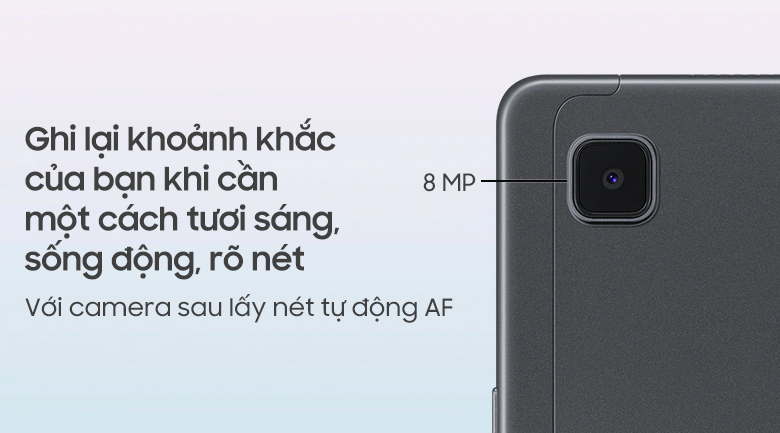 Ghi lại khoảnh khắc
của bạn khi cần
một cách tươi sáng,
sống động, rõ nét
Với camera sau lấy nét tự động AF
8 MP